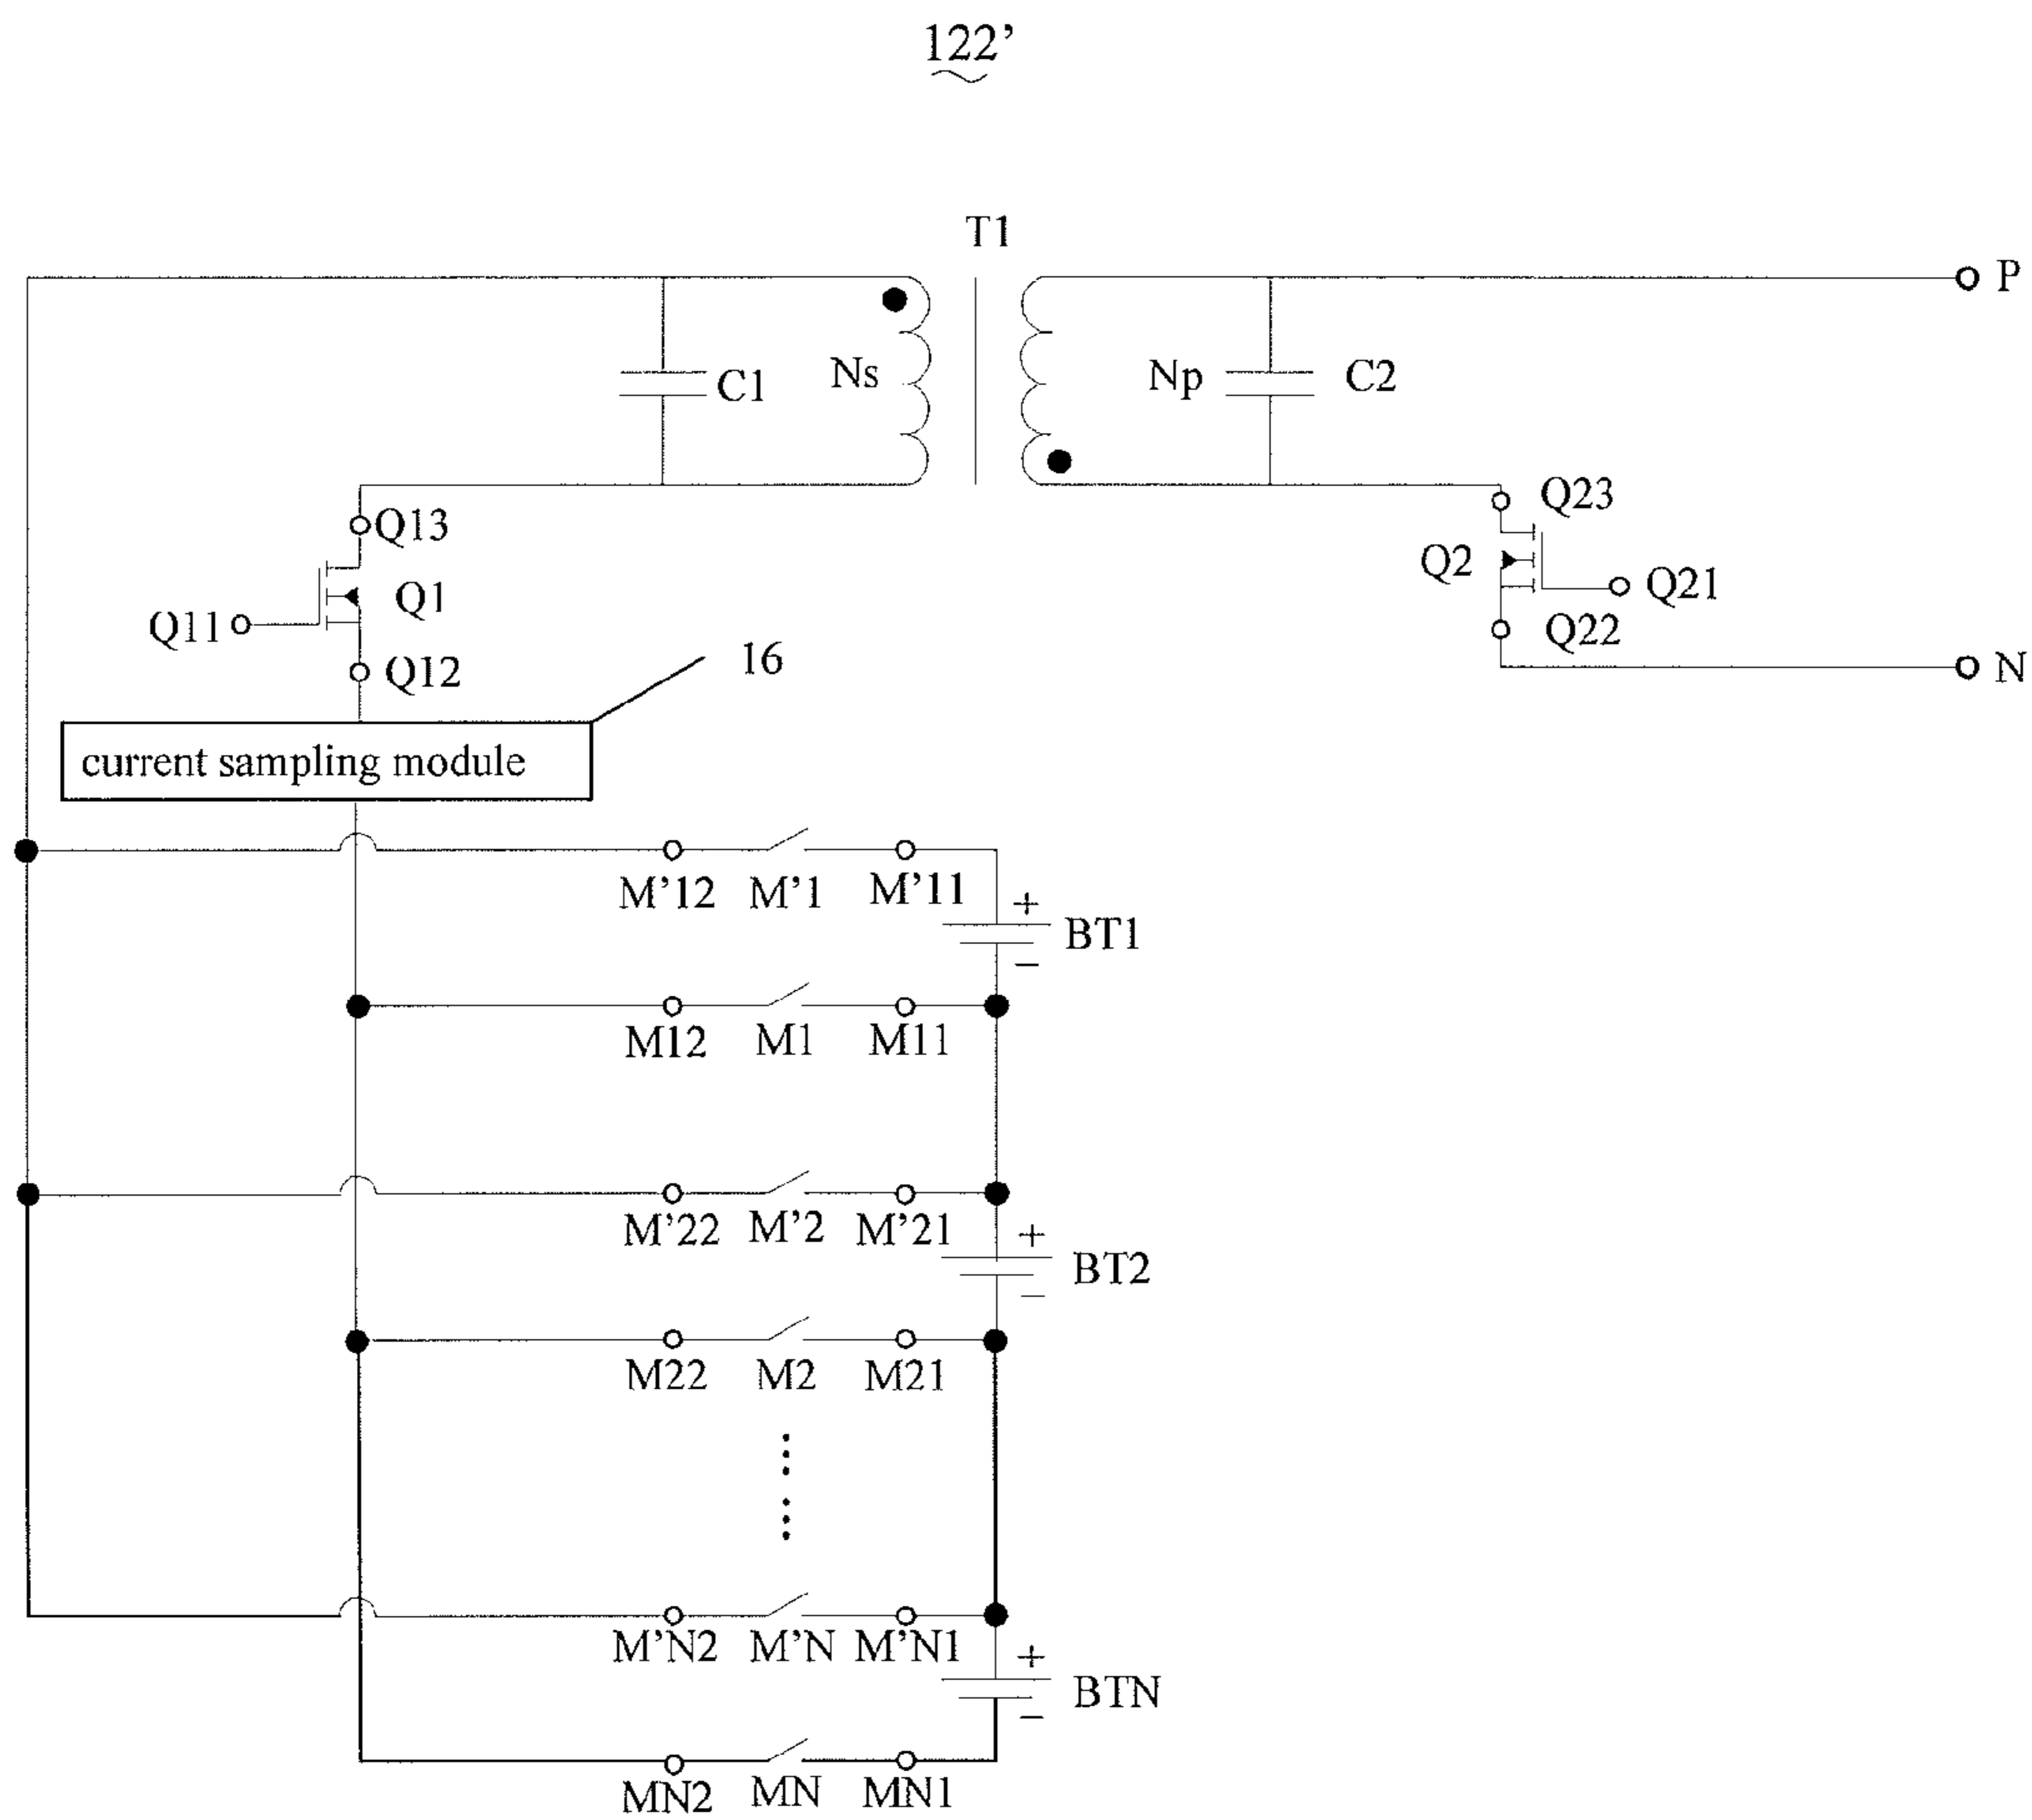 122’
T1
P
Ns
C1
Np
C2
Q13
Q23
Q1
Q2
Q11
Q21
Q12
Q22
16
N
current sampling module
M’12 M’1 M’11
+
BT1
−
M12 M1 M11
M’22 M’2 M’21
+
BT2
−
M22 M2 M21
M’N2 M’N M’N1
+
BTN
−
MN2 MN MN1